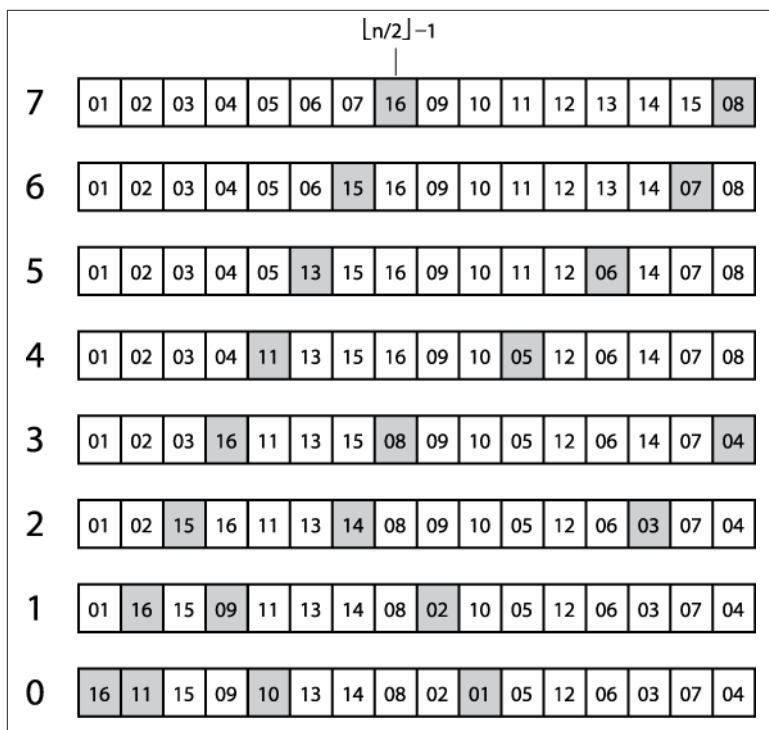 ⌊n/2⌋−1
7 01 02 03 04 05 06 07 16 09 10 11 12 13 14 15 08
6 01 02 03 04 05 06 15 16 09 10 11 12 13 14 07 08
5 01 02 03 04 05 13 15 16 09 10 11 12 06 14 07 08
4 01 02 03 04 11 13 15 16 09 10 05 12 06 14 07 08
3 01 02 03 16 11 13 15 08 09 10 05 12 06 14 07 04
2 01 02 15 16 11 13 14 08 09 10 05 12 06 03 07 04
1 01 16 15 09 11 13 14 08 02 10 05 12 06 03 07 04
0 16 11 15 09 10 13 14 08 02 01 05 12 06 03 07 04